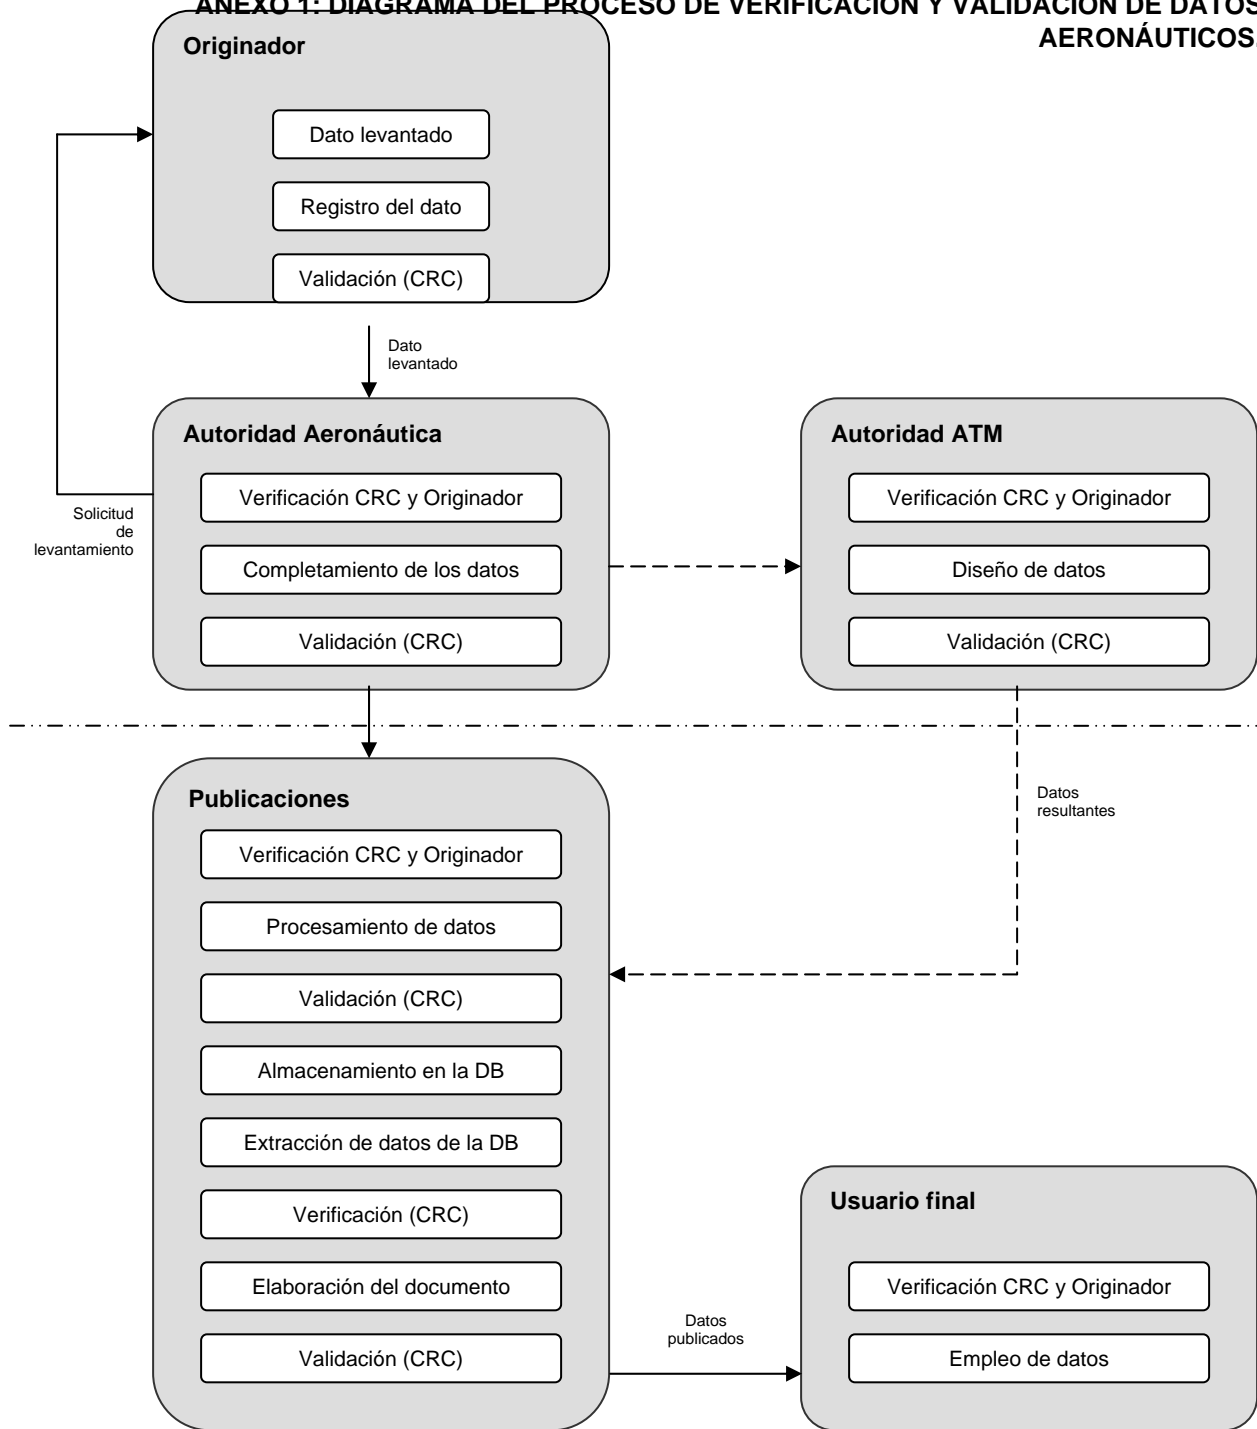 ANEXO 1: DIAGRAMA DEL PROCESO DE VERIFICACIÓN Y VALIDACIÓN DE DATOS
AERONÁUTICOS.
Originador
Dato levantado
Registro del dato
Validación (CRC)
Dato
levantado
Autoridad Aeronáutica
Verificación CRC y Originador
Completamiento de los datos
Validación (CRC)
Solicitud
de
levantamiento
Autoridad ATM
Verificación CRC y Originador
Diseño de datos
Validación (CRC)
Datos
resultantes
Publicaciones
Verificación CRC y Originador
Procesamiento de datos
Validación (CRC)
Almacenamiento en la DB
Extracción de datos de la DB
Verificación (CRC)
Elaboración del documento
Validación (CRC)
Datos
publicados
Usuario final
Verificación CRC y Originador
Empleo de datos